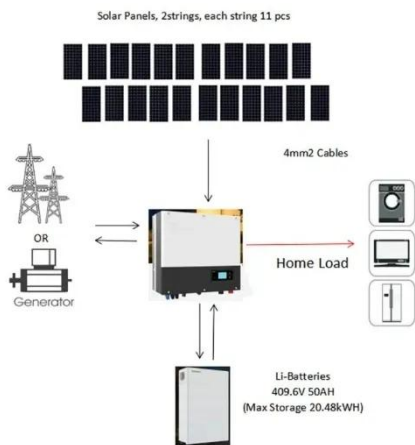 Solar Panels, 2strings, each string 11 pcs
4mm2 Cables
OR
Home Load
Generator
Li-Batteries
409.6V 50AH
(Max Storage 20.48kWH)